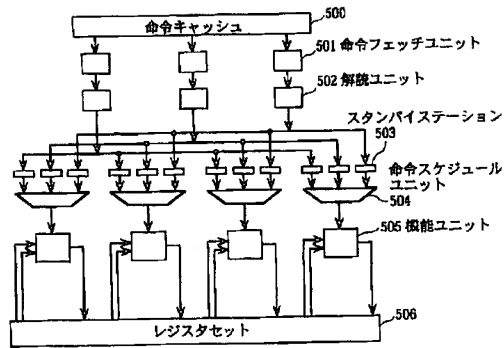 命令キャッシュ
500
501 命令フェッチユニット
502 解読ユニット
スタンバイステーション
503
命令スケジュール
ユニット
504
505 機能ユニット
レジスタセット
506